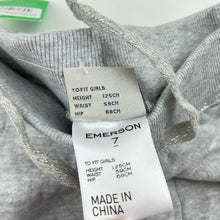 TO FIT GIRLS
HEIGHT 125CM
WAIST 59CM
HIP 68CM
EMERSON
7
TO FIT GIRLS
HEIGHT 125CM
WAIST 59CM
HIP 68CM
MADE IN
CHINA